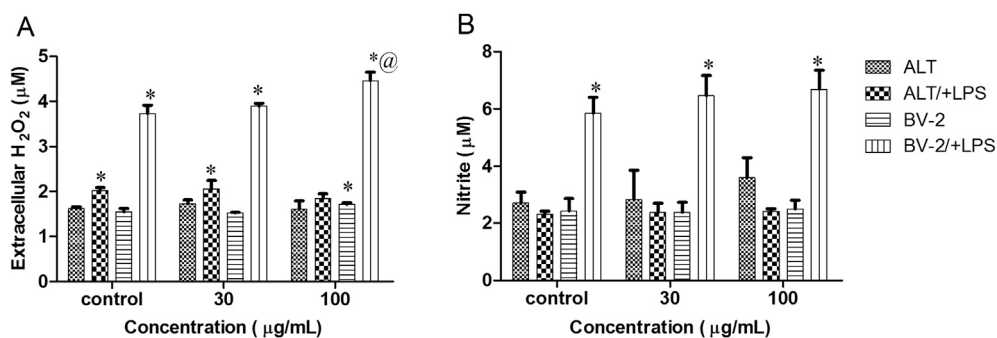 A
Extracellular H2O2 (μM)
5
4
3
2
1
0
* * * * * *@ *
control 30 100
Concentration ( μg/mL)
B
Nitrite ( μM)
8
6
4
2
0
* * *
control 30 100
Concentration ( μg/mL)
ALT
ALT/+LPS
BV-2
BV-2/+LPS